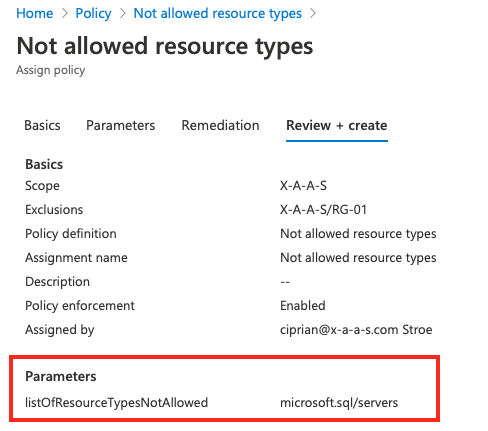 Home > Policy > Not allowed resource types >
Not allowed resource types
Assign policy
Basics Parameters Remediation Review + create
Basics
Scope X-A-A-S
Exclusions X-A-A-S/RG-01
Policy definition Not allowed resource types
Assignment name Not allowed resource types
Description --
Policy enforcement Enabled
Assigned by ciprian@x-a-a-s.com Stroe
Parameters
listOfResourceTypesNotAllowed microsoft.sql/servers